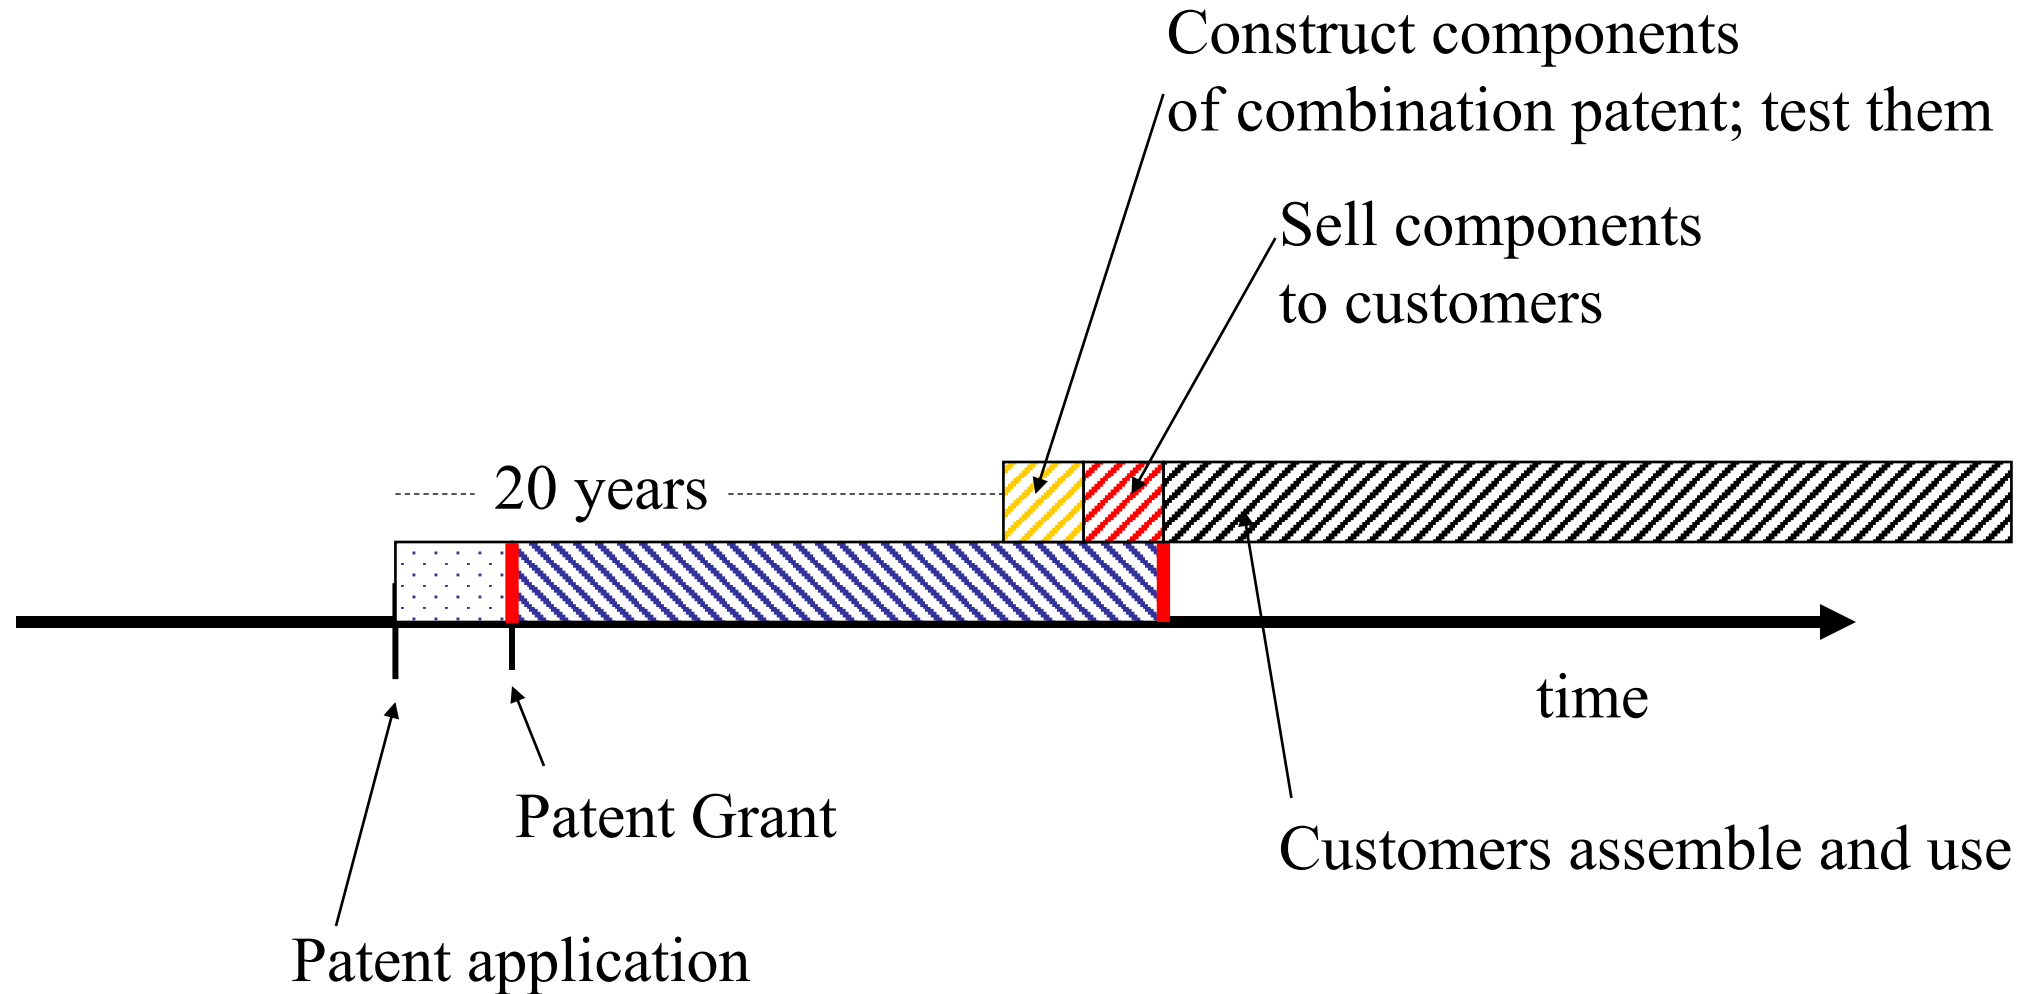 Construct components
of combination patent; test them
Sell components
to customers
20 years
time
Patent Grant
Customers assemble and use
Patent application